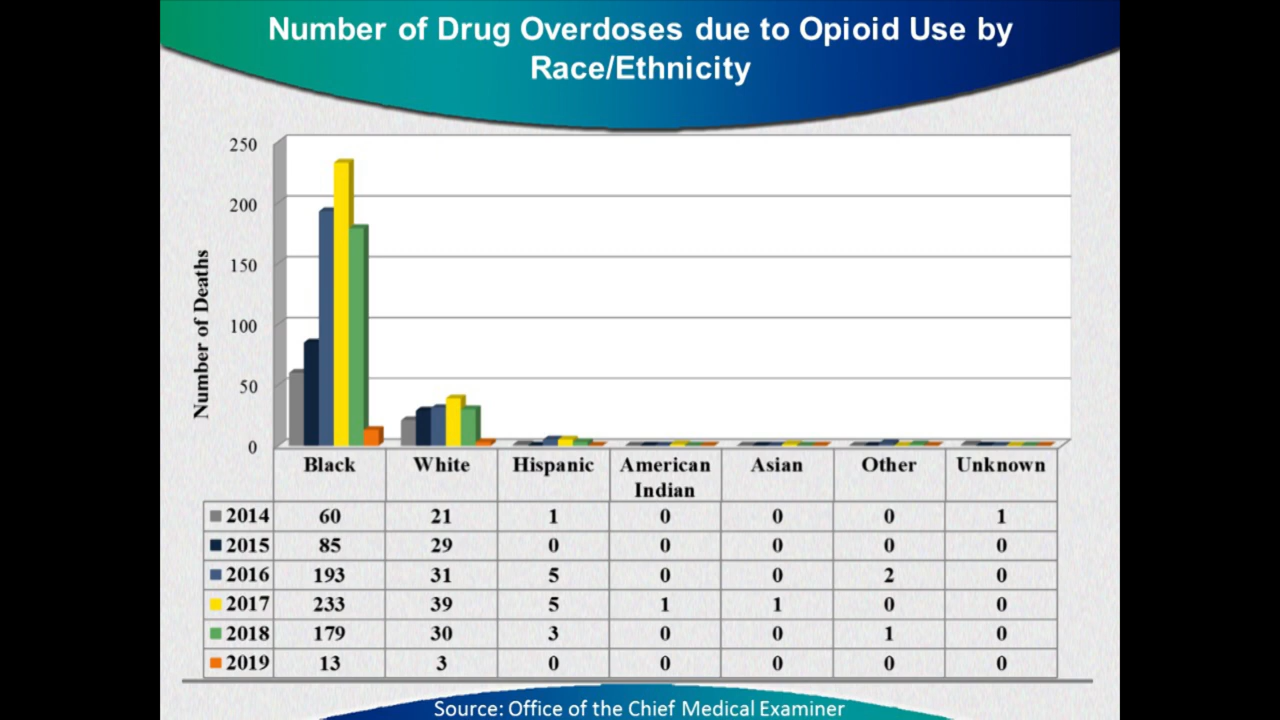 Number of Drug Overdoses due to Opioid Use by
Race/Ethnicity
250
200
150
100
50
0
Number of Deaths
Black White Hispanic American Asian Other Unknown
Indian
2014 60 21 1 0 0 0 1
2015 85 29 0 0 0 0 0
2016 193 31 5 0 0 2 0
2017 233 39 5 1 1 0 0
2018 179 30 3 0 0 1 0
2019 13 3 0 0 0 0 0
Source: Office of the Chief Medical Examiner